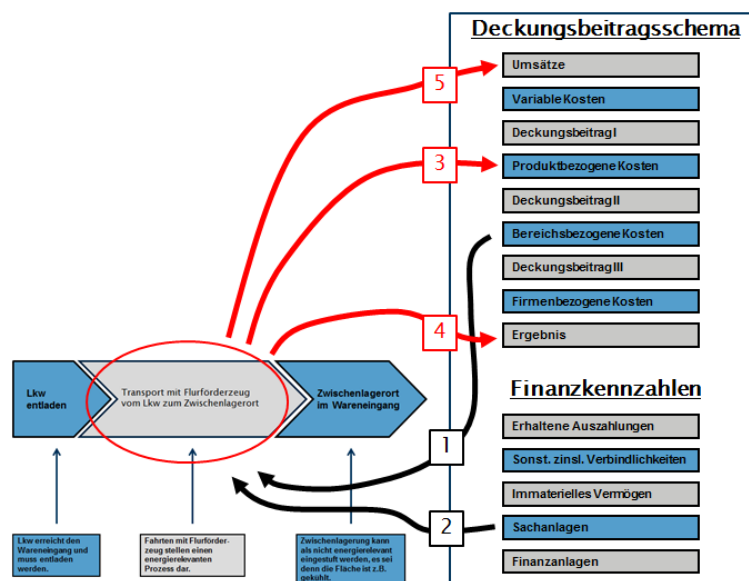 Deckungsbeitragsschema
Umsätze
Variable Kosten
Deckungsbeitrag I
Produktbezogene Kosten
Deckungsbeitrag II
Bereichsbezogene Kosten
Deckungsbeitrag III
Firmenbezogene Kosten
Ergebnis
5
3
4
1
2
Finanzkennzahlen
Erhaltene Auszahlungen
Sonst. zinsl. Verbindlichkeiten
Immaterielles Vermögen
Sachanlagen
Finanzanlagen
Lkw
entladen
Transport mit Flurförderzeug
vom Lkw zum Zwischenlagerort
Zwischenlagerort
im Wareneingang
Lkw erreicht den
Wareneingang und
muss entladen
werden.
Fahrten mit Flurförder-
zeug stellen einen
energierelevanten
Prozess dar.
Zwischenlagerung kann
als nicht energierelevant
eingestuft werden, es sei
denn die Fläche ist z.B.
gekühlt.